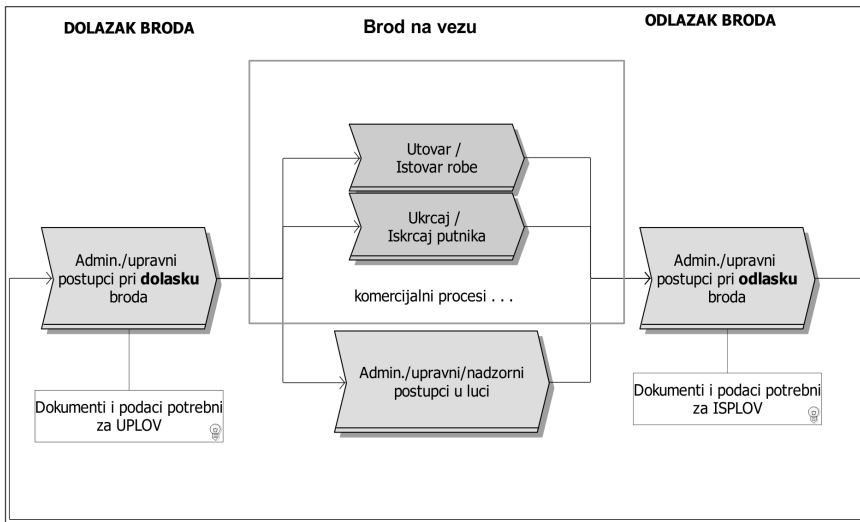 DOLAZAK BRODA
Brod na vezu
ODLAZAK BRODA
Utovar /
Istovar robe
Ukrcaj /
Iskrcaj putnika
Admin./upravni
postupci pri dolasku
broda
komercijalni procesi . . .
Admin./upravni
postupci pri odlasku
broda
Admin./upravni/nadzorni
postupci u luci
Dokumenti i podaci potrebni
za UPLOV
Dokumenti i podaci potrebni
za ISPLOV